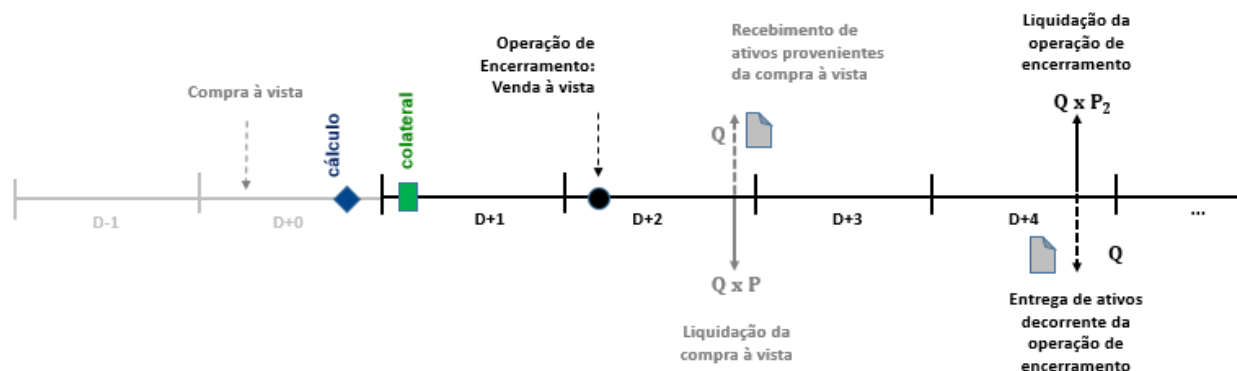 Compra à vista
cálculo
colateral
Operação de
Encerramento:
Venda à vista
Recebimento de
ativos provenientes
da compra à vista
Liquidação da
operação de
encerramento
Q
Q x P₂
D-1
D+0
D+1
D+2
D+3
D+4
...
Q x P
Q
Liquidação da
compra à vista
Entrega de ativos
decorrente da
operação de
encerramento